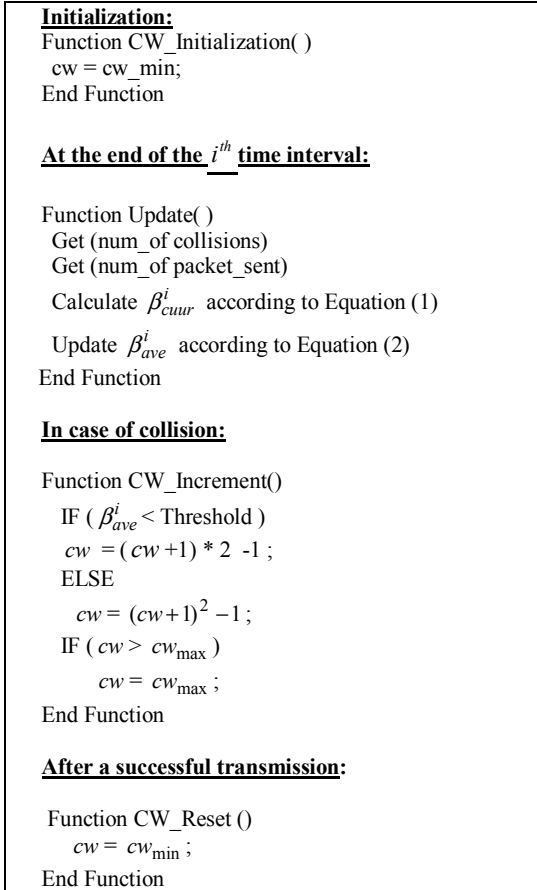 Initialization:
Function CW_Initialization( )
cw = cw_min;
End Function
At the end of the i^th time interval:
Function Update( )
Get (num_of collisions)
Get (num_of packet_sent)
Calculate β^i_cuur according to Equation (1)
Update β^i_ave according to Equation (2)
End Function
In case of collision:
Function CW_Increment()
IF ( β^i_ave < Threshold )
cw = ( cw +1) * 2 -1 ;
ELSE
cw = (cw+1)^2 −1 ;
IF ( cw > cw_max )
cw = cw_max ;
End Function
After a successful transmission:
Function CW_Reset ()
cw = cw_min ;
End Function